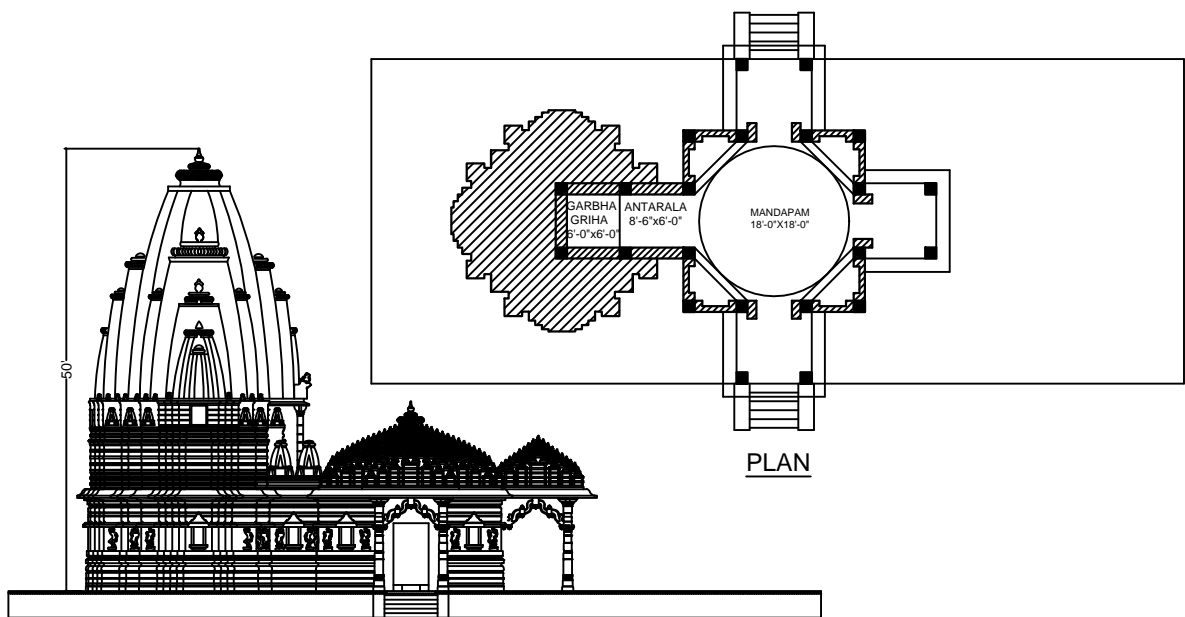 GARBHA
GRIHA
6'-0"x6'-0"
ANTARALA
8'-6"x6'-0"
MANDAPAM
18'-0"X18'-0"
50'
PLAN